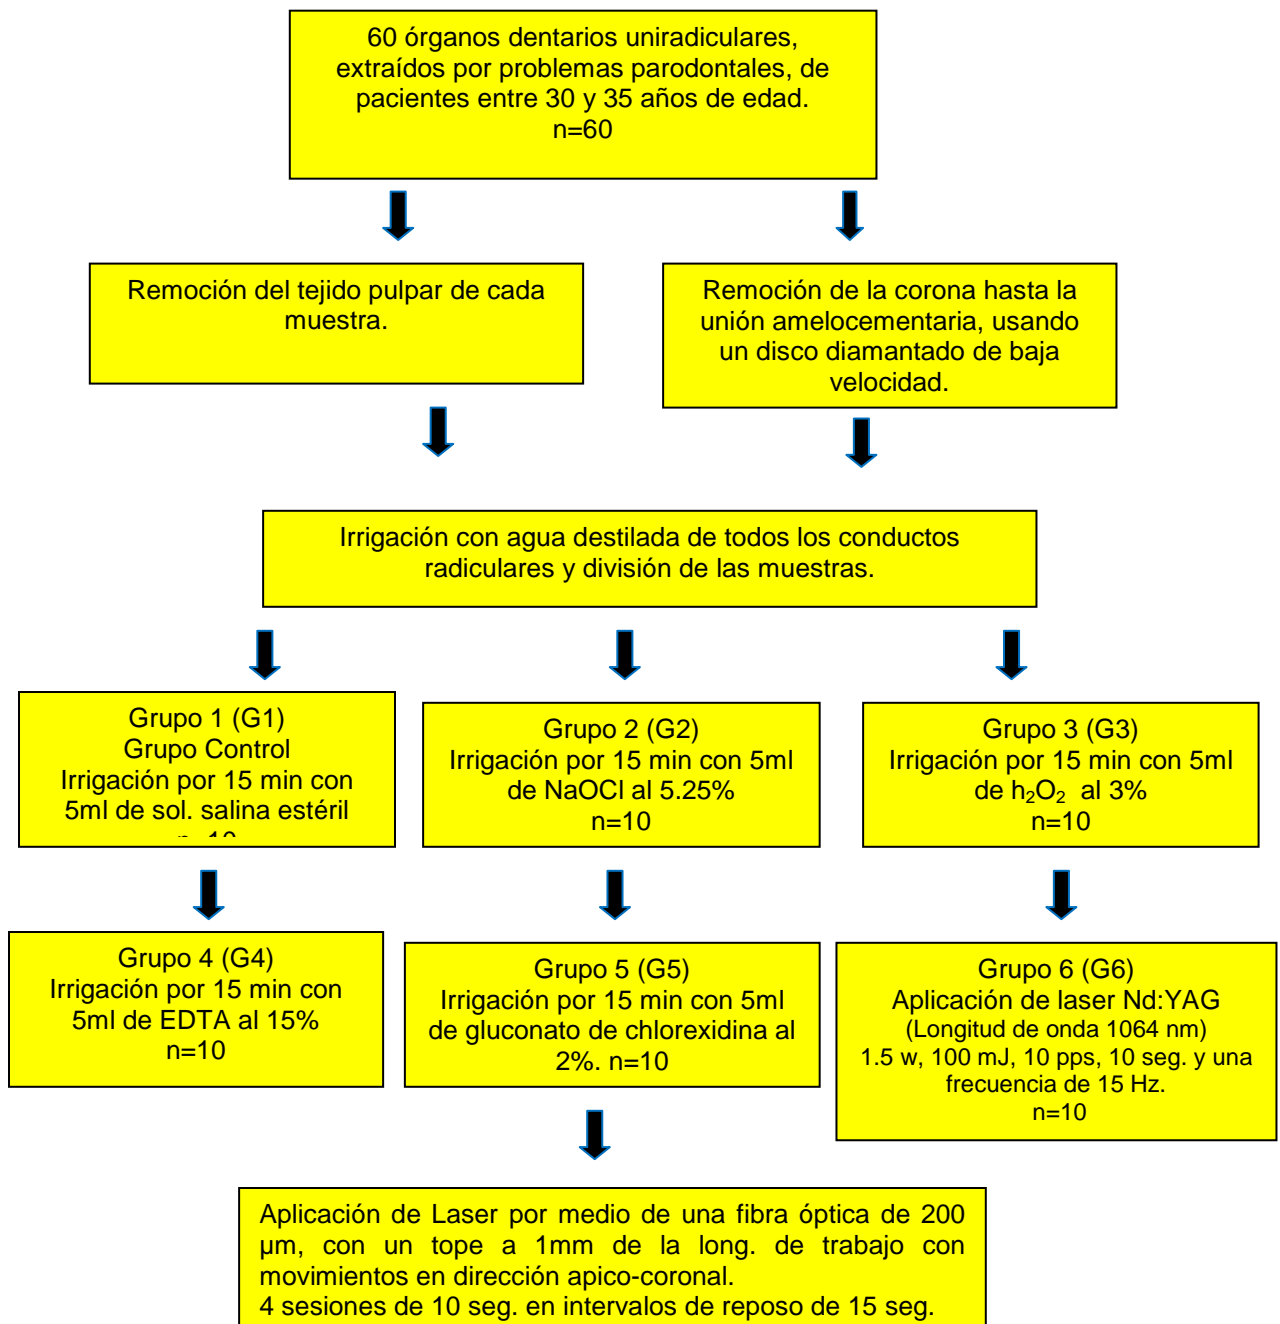 60 órganos dentarios uniradiculares,
extraídos por problemas parodontales, de
pacientes entre 30 y 35 años de edad.
n=60
Remoción del tejido pulpar de cada
muestra.
Remoción de la corona hasta la
unión amelocementaria, usando
un disco diamantado de baja
velocidad.
Irrigación con agua destilada de todos los conductos
radiculares y división de las muestras.
Grupo 1 (G1)
Grupo Control
Irrigación por 15 min con
5ml de sol. salina estéril
Grupo 2 (G2)
Irrigación por 15 min con 5ml
de NaOCl al 5.25%
n=10
Grupo 3 (G3)
Irrigación por 15 min con 5ml
de h₂O₂ al 3%
n=10
Grupo 4 (G4)
Irrigación por 15 min con
5ml de EDTA al 15%
n=10
Grupo 5 (G5)
Irrigación por 15 min con 5ml
de gluconato de chlorexidina al
2%. n=10
Grupo 6 (G6)
Aplicación de laser Nd:YAG
(Longitud de onda 1064 nm)
1.5 w, 100 mJ, 10 pps, 10 seg. y una
frecuencia de 15 Hz.
n=10
Aplicación de Laser por medio de una fibra óptica de 200
µm, con un tope a 1mm de la long. de trabajo con
movimientos en dirección apico-coronal.
4 sesiones de 10 seg. en intervalos de reposo de 15 seg.